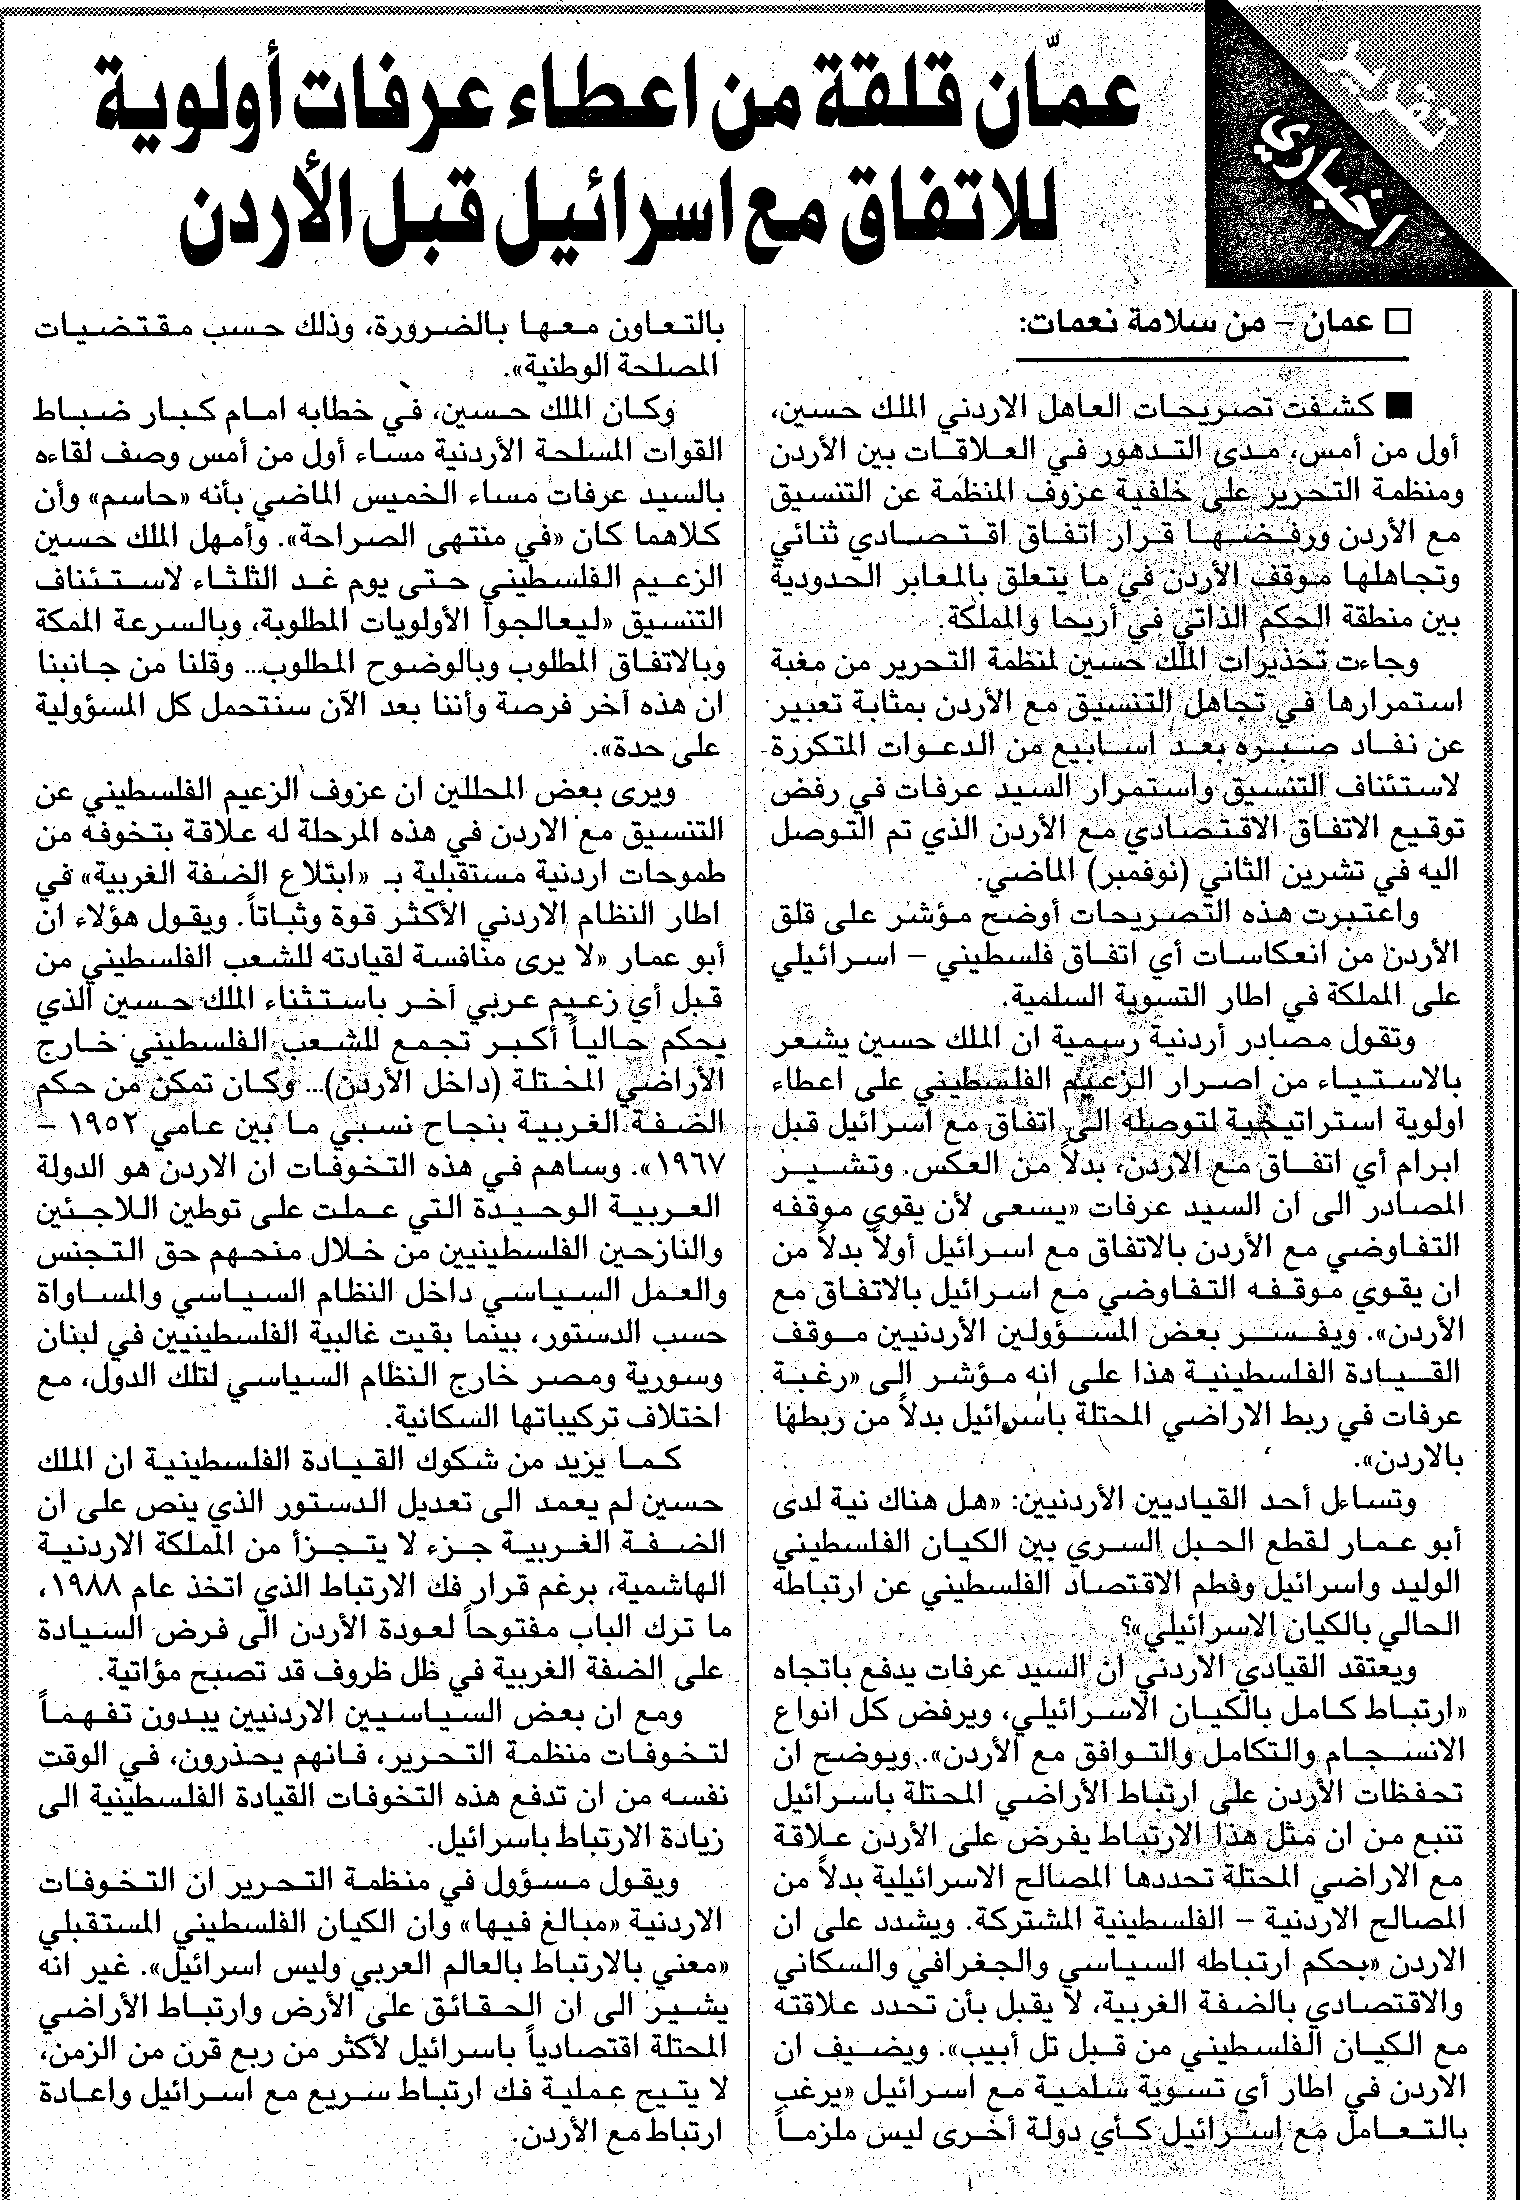 تقرير
اخباري
عمّان قلقة من اعطاء عرفات أولوية
للاتفاق مع اسرائيل قبل الأردن
□ عمان – من سلامة نعمات:
■ كشفت تصريحات العاهل الاردني الملك حسين،
أول من أمس، مدى التدهور في العلاقات بين الأردن
ومنظمة التحرير على خلفية عزوف المنظمة عن التنسيق
مع الأردن ورفضها قرار اتفاق اقتصادي ثنائي
وتجاهلها موقف الأردن في ما يتعلق بالمعابر الحدودية
بين منطقة الحكم الذاتي في أريحا والمملكة.
وجاءت تحذيرات الملك حسين لمنظمة التحرير من مغبة
استمرارها في تجاهل التنسيق مع الأردن بمثابة تعبير
عن نفاد صبره بعد اسابيع من الدعوات المتكررة
لاستئناف التنسيق واستمرار السيد عرفات في رفض
توقيع الاتفاق الاقتصادي مع الأردن الذي تم التوصل
اليه في تشرين الثاني (نوفمبر) الماضي.
واعتبرت هذه التصريحات أوضح مؤشر على قلق
الأردن من انعكاسات أي اتفاق فلسطيني – اسرائيلي
على المملكة في اطار التسوية السلمية.
وتقول مصادر أردنية رسمية ان الملك حسين يشعر
بالاستياء من اصرار الزعيم الفلسطيني على اعطاء
اولوية استراتيجية لتوصله الى اتفاق مع اسرائيل قبل
ابرام أي اتفاق مع الاردن، بدلاً من العكس. وتشير
المصادر الى ان السيد عرفات «يسعى لأن يقوي موقفه
التفاوضي مع الأردن بالاتفاق مع اسرائيل أولاً بدلاً من
ان يقوي موقفه التفاوضي مع اسرائيل بالاتفاق مع
الأردن». ويفسر بعض المسؤولين الأردنيين موقف
القيادة الفلسطينية هذا على انه مؤشر الى «رغبة
عرفات في ربط الاراضي المحتلة باسرائيل بدلاً من ربطها
بالاردن».
وتساءل أحد القياديين الأردنيين: «هل هناك نية لدى
أبو عمار لقطع الحبل السري بين الكيان الفلسطيني
الوليد واسرائيل وفطم الاقتصاد الفلسطيني عن ارتباطه
الحالي بالكيان الاسرائيلي»؟
ويعتقد القيادي الاردني ان السيد عرفات يدفع باتجاه
«ارتباط كامل بالكيان الاسرائيلي، ويرفض كل انواع
الانسجام والتكامل والتوافق مع الأردن». ويوضح ان
تحفظات الأردن على ارتباط الأراضي المحتلة باسرائيل
تنبع من ان مثل هذا الارتباط يفرض على الأردن علاقة
مع الاراضي المحتلة تحددها المصالح الاسرائيلية بدلاً من
المصالح الاردنية – الفلسطينية المشتركة. ويشدد على ان
الاردن «بحكم ارتباطه السياسي والجغرافي والسكاني
والاقتصادي بالضفة الغربية، لا يقبل بأن تحدد علاقته
مع الكيان الفلسطيني من قبل تل أبيب». ويضيف ان
الاردن في اطار أي تسوية سلمية مع اسرائيل «يرغب
بالتعامل مع اسرائيل كأي دولة أخرى ليس ملزماً
بالتعاون معها بالضرورة، وذلك حسب مقتضيات
المصلحة الوطنية».
وكان الملك حسين، في خطابه امام كبار ضباط
القوات المسلحة الأردنية مساء أول من أمس وصف لقاءه
بالسيد عرفات مساء الخميس الماضي بأنه «حاسم» وأن
كلاهما كان «في منتهى الصراحة». وأمهل الملك حسين
الزعيم الفلسطيني حتى يوم غد الثلثاء لاستئناف
التنسيق «ليعالجوا الأولويات المطلوبة، وبالسرعة الممكة
وبالاتفاق المطلوب وبالوضوح المطلوب... وقلنا من جانبنا
ان هذه أخر فرصة وأننا بعد الآن سنتحمل كل المسؤولية
على حدة».
ويرى بعض المحللين ان عزوف الزعيم الفلسطيني عن
التنسيق مع الاردن في هذه المرحلة له علاقة بتخوفه من
طموحات اردنية مستقبلية بـ «ابتلاع الضفة الغربية» في
اطار النظام الاردني الأكثر قوة وثباتاً. ويقول هؤلاء ان
أبو عمار «لا يرى منافسة لقيادته للشعب الفلسطيني من
قبل أي زعيم عربي أخر باستثناء الملك حسين الذي
يحكم حالياً أكبر تجمع للشعب الفلسطيني خارج
الأراضي المحتلة (داخل الأردن)... وكان تمكن من حكم
الضفة الغربية بنجاح نسبي ما بين عامي ١٩٥٢ –
١٩٦٧». وساهم في هذه التخوفات ان الاردن هو الدولة
العربية الوحيدة التي عملت على توطين اللاجئين
والنازحين الفلسطينيين من خلال منحهم حق التجنس
والعمل السياسي داخل النظام السياسي والمساواة
حسب الدستور، بينما بقيت غالبية الفلسطينيين في لبنان
وسورية ومصر خارج النظام السياسي لتلك الدول، مع
اختلاف تركيباتها السكانية.
كما يزيد من شكوك القيادة الفلسطينية ان الملك
حسين لم يعمد الى تعديل الدستور الذي ينص على ان
الضفة الغربية جزء لا يتجزأ من المملكة الاردنية
الهاشمية، برغم قرار فك الارتباط الذي اتخذ عام ١٩٨٨،
ما ترك الباب مفتوحاً لعودة الأردن الى فرض السيادة
على الضفة الغربية في ظل ظروف قد تصبح مؤاتية.
ومع ان بعض السياسيين الاردنيين يبدون تفهماً
لتخوفات منظمة التحرير، فانهم يحذرون، في الوقت
نفسه من ان تدفع هذه التخوفات القيادة الفلسطينية الى
زيادة الارتباط باسرائيل.
ويقول مسؤول في منظمة التحرير ان التخوفات
الاردنية «مبالغ فيها» وان الكيان الفلسطيني المستقبلي
«معني بالارتباط بالعالم العربي وليس اسرائيل». غير انه
يشير الى ان الحقائق على الأرض وارتباط الأراضي
المحتلة اقتصادياً باسرائيل لأكثر من ربع قرن من الزمن،
لا يتيح عملية فك ارتباط سريع مع اسرائيل واعادة
ارتباط مع الأردن.